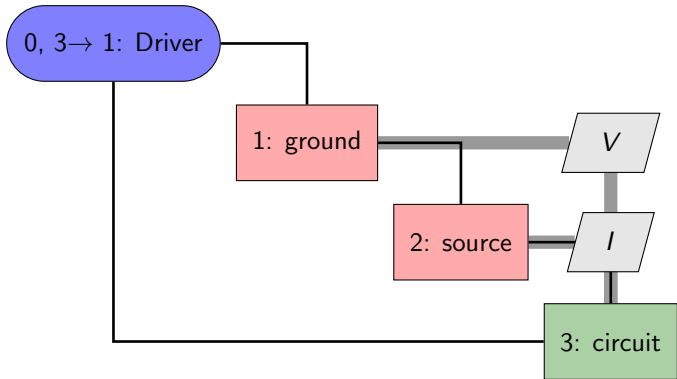 0, 3→ 1: Driver
1: ground
V
2: source
I
3: circuit